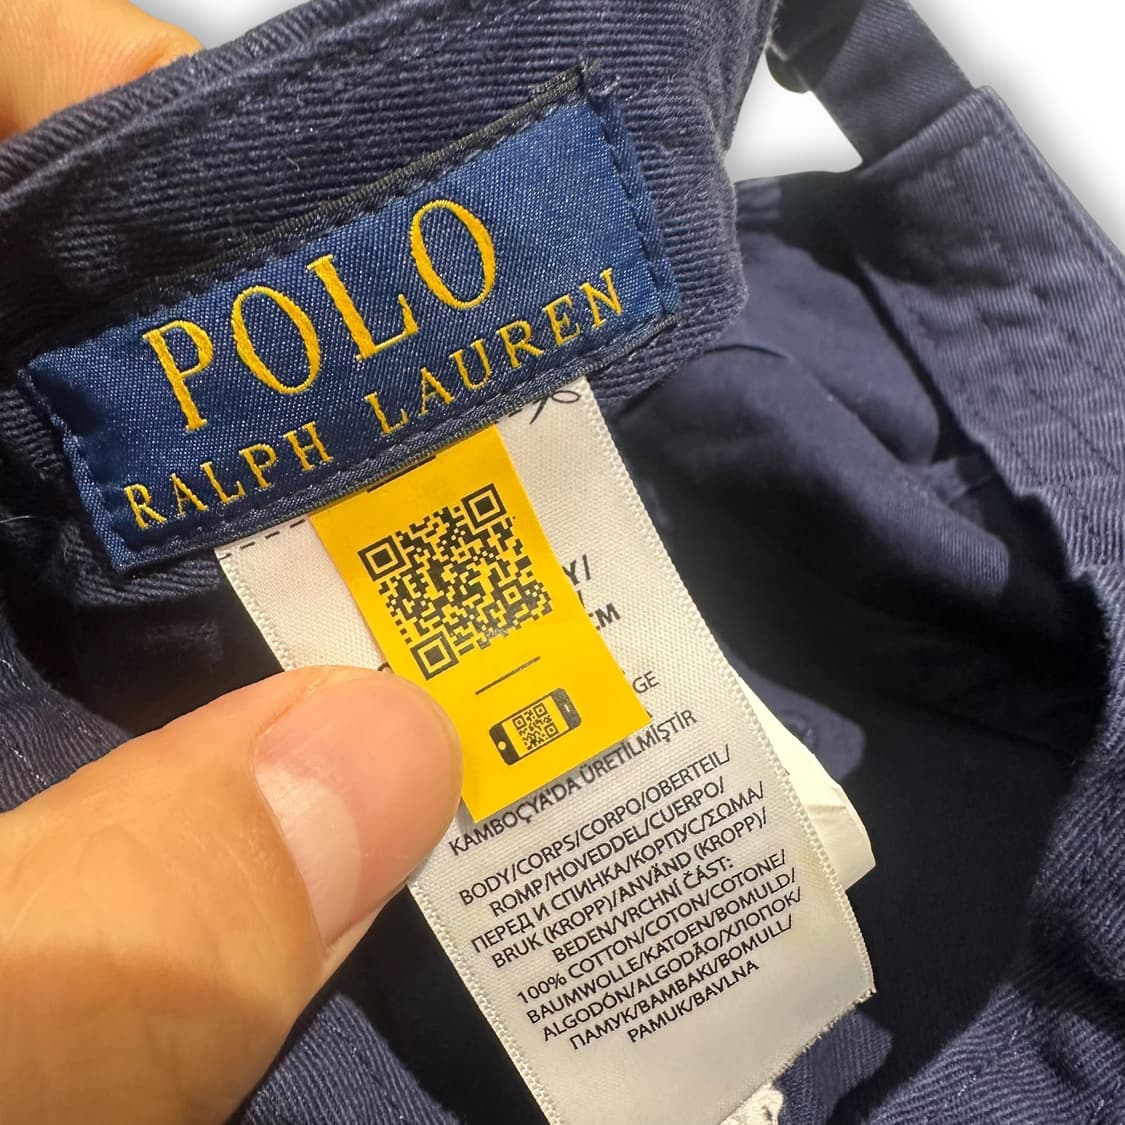 POLO
RALPH LAUREN
Y/
EM
GE
KAMBOÇYA'DA ÜRETİLMİŞTİR
BODY/CORPS/CORPO/OBERTEIL/
ROMP/HOVEDDEL/CUERPO/
ПЕРЕД И СПИНКА/КОРПУС/ΣΩΜΑ/
BRUK (KROPP)/ANVÄND (KROPP)/
BEDEN/VRCHNÍ ČÁST:
100% COTTON/COTON/COTONE/
BAUMWOLLE/KATOEN/BOMULD/
ALGODÓN/ALGODÃO/ХЛОПОК/
ПАМУК/ΒΑΜΒΑΚΙ/BOMULL/
PAMUK/BAVLNA